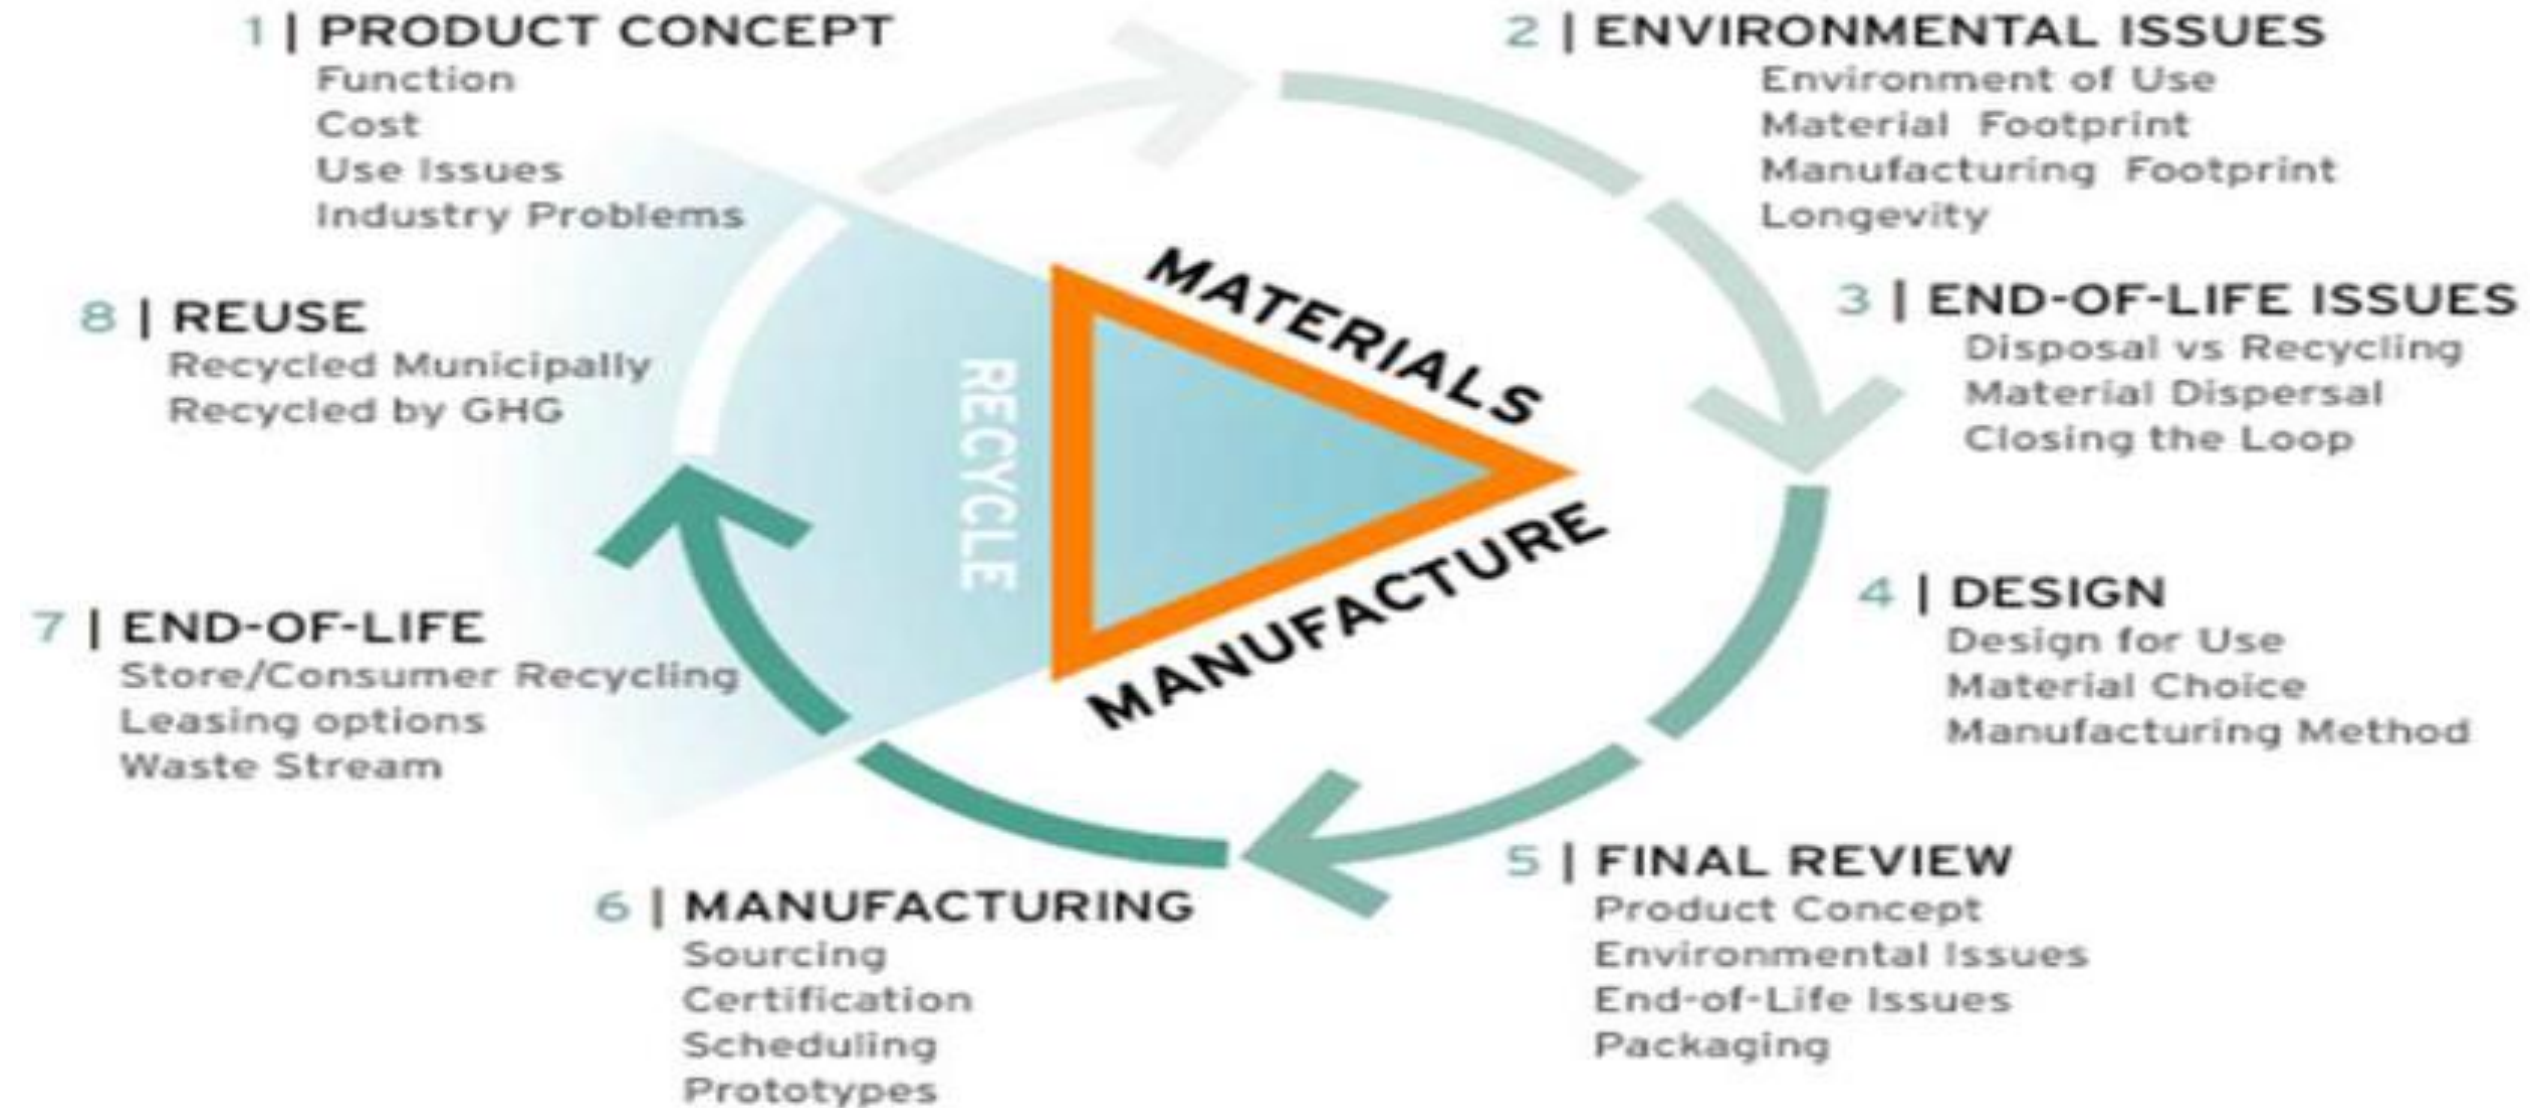 1 | PRODUCT CONCEPT
Function
Cost
Use Issues
Industry Problems
2 | ENVIRONMENTAL ISSUES
Environment of Use
Material Footprint
Manufacturing Footprint
Longevity
3 | END-OF-LIFE ISSUES
Disposal vs Recycling
Material Dispersal
Closing the Loop
4 | DESIGN
Design for Use
Material Choice
Manufacturing Method
5 | FINAL REVIEW
Product Concept
Environmental Issues
End-of-Life Issues
Packaging
6 | MANUFACTURING
Sourcing
Certification
Scheduling
Prototypes
7 | END-OF-LIFE
Store/Consumer Recycling
Leasing options
Waste Stream
8 | REUSE
Recycled Municipally
Recycled by GHG
MATERIALS
MANUFACTURE
RECYCLE